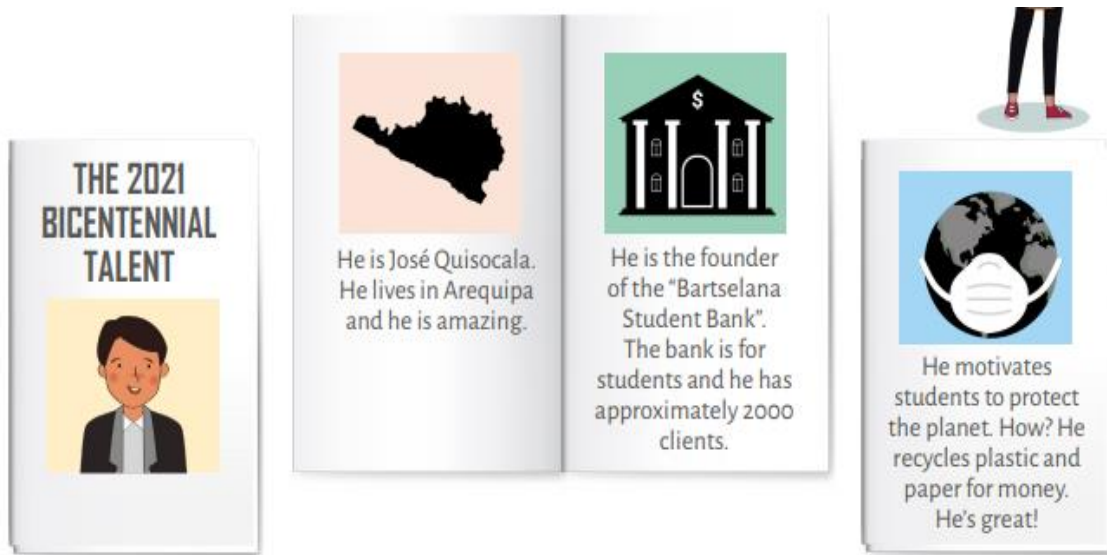 THE 2021
BICENTENNIAL
TALENT
He is José Quisocala.
He lives in Arequipa
and he is amazing.
$
He is the founder
of the “Bartselana
Student Bank”.
The bank is for
students and he has
approximately 2000
clients.
He motivates
students to protect
the planet. How? He
recycles plastic and
paper for money.
He's great!